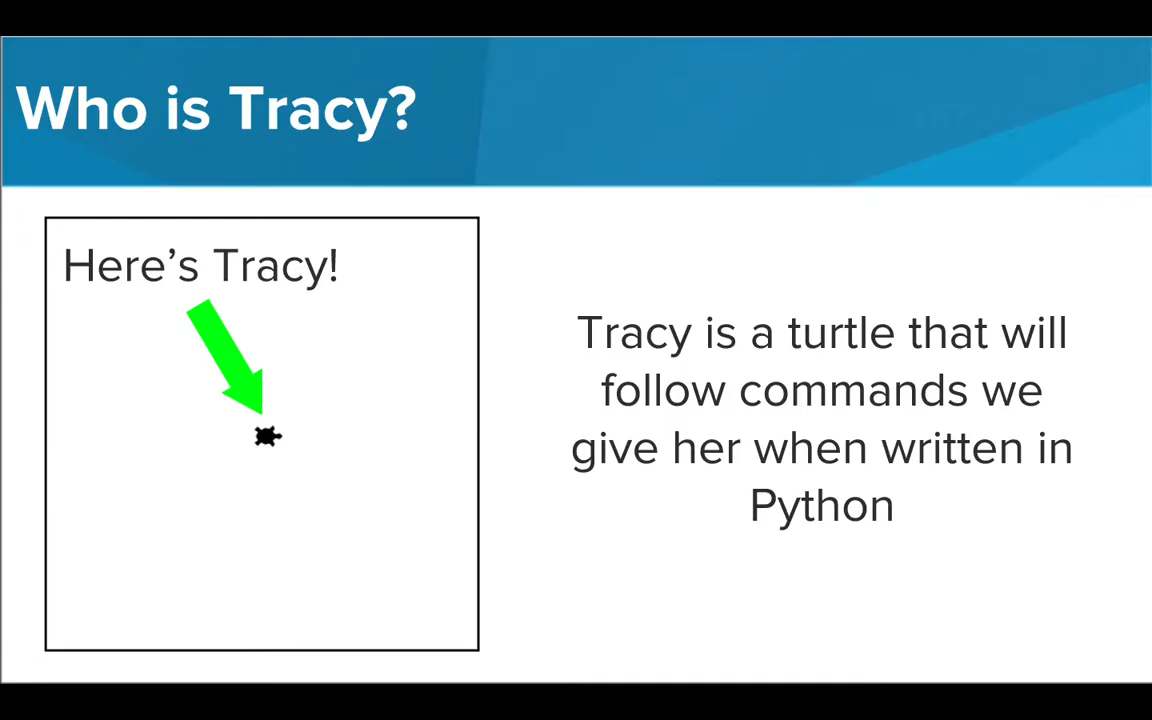 Who is Tracy?
Here’s Tracy!
Tracy is a turtle that will
follow commands we
give her when written in
Python